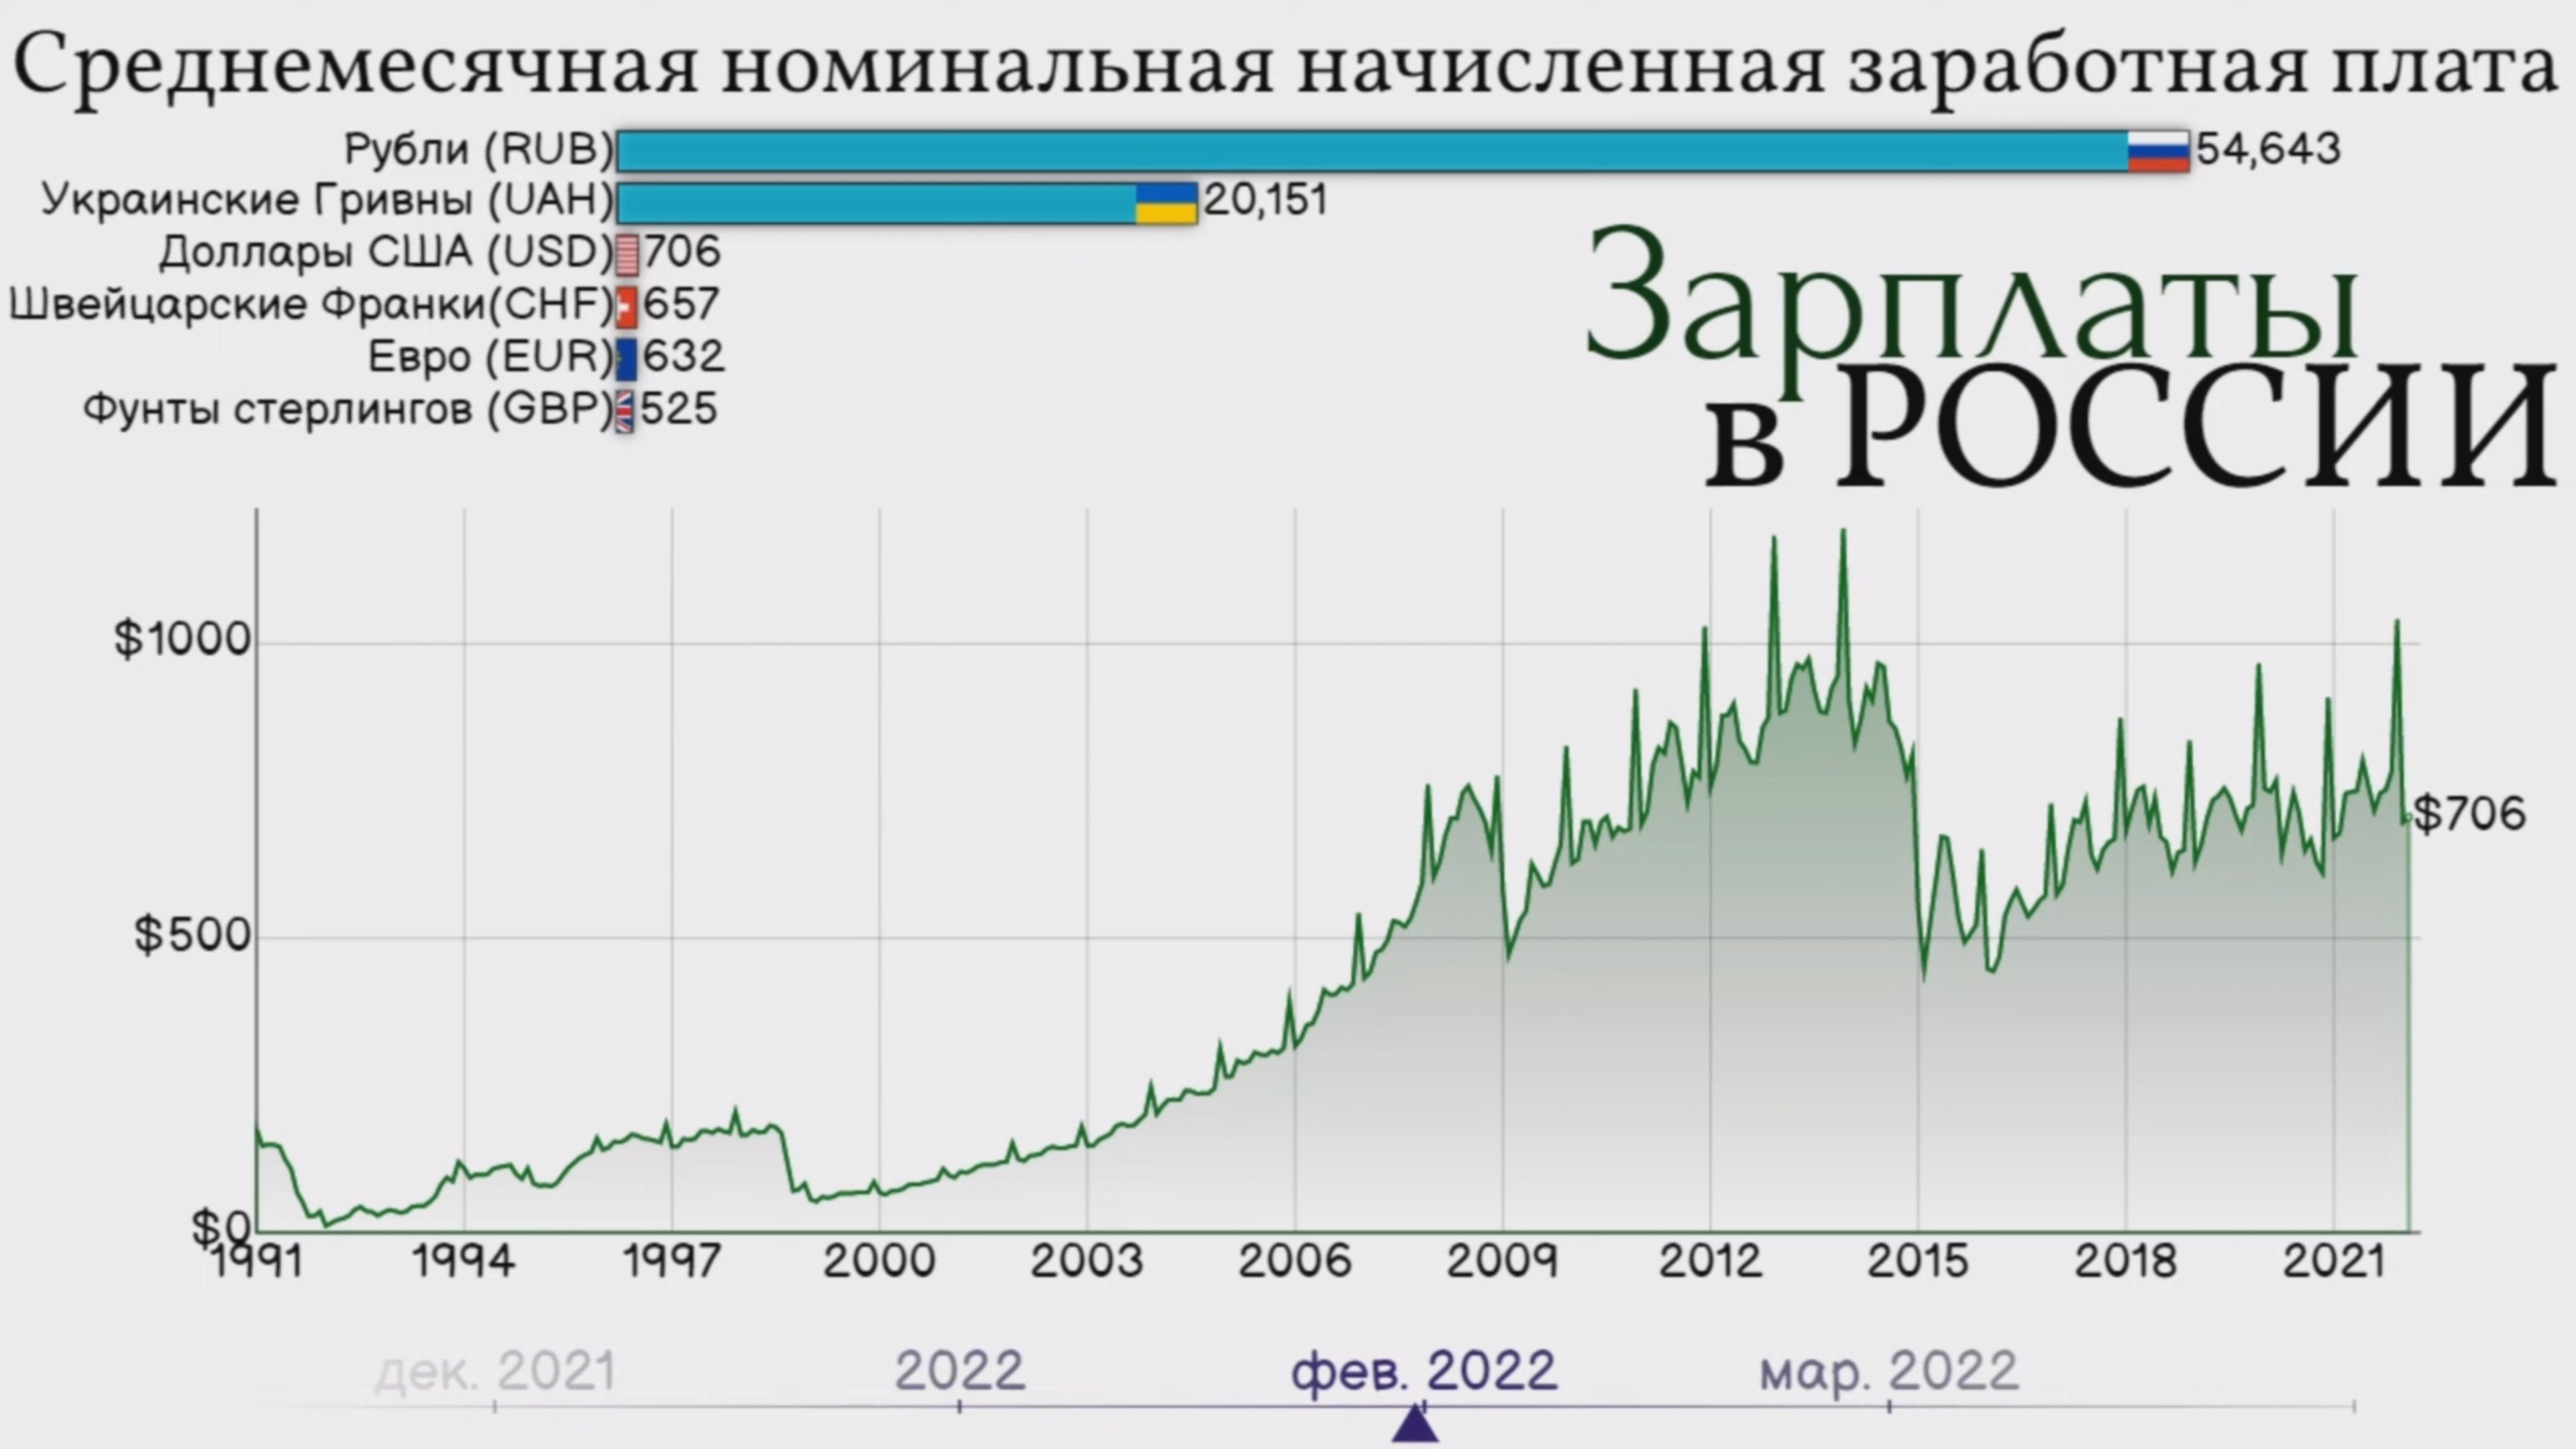 Среднемесячная номинальная начисленная заработная плата
Рубли (RUB) 54,643
Украинские Гривны (UAH) 20,151
Доллары США (USD) 706
Швейцарские Франки(CHF) 657
Евро (EUR) 632
Фунты стерлингов (GBP) 525
Зарплаты
в РОССИИ
$1000
$706
$500
$0
1991 1994 1997 2000 2003 2006 2009 2012 2015 2018 2021
дек. 2021 2022 фев. 2022 мар. 2022